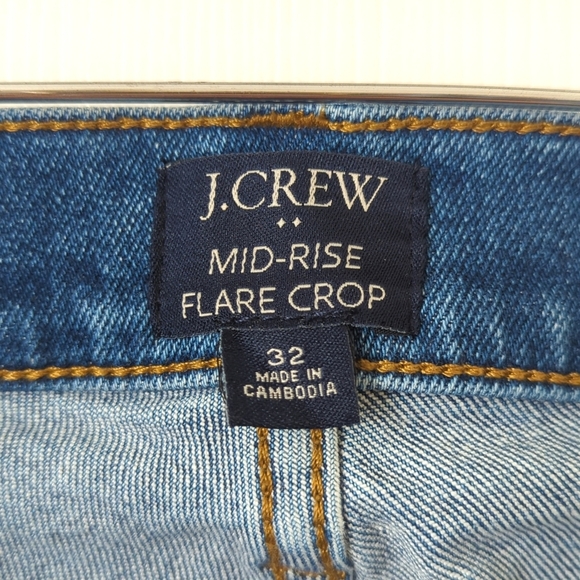 J.CREW
MID-RISE
FLARE CROP
32
MADE IN
CAMBODIA